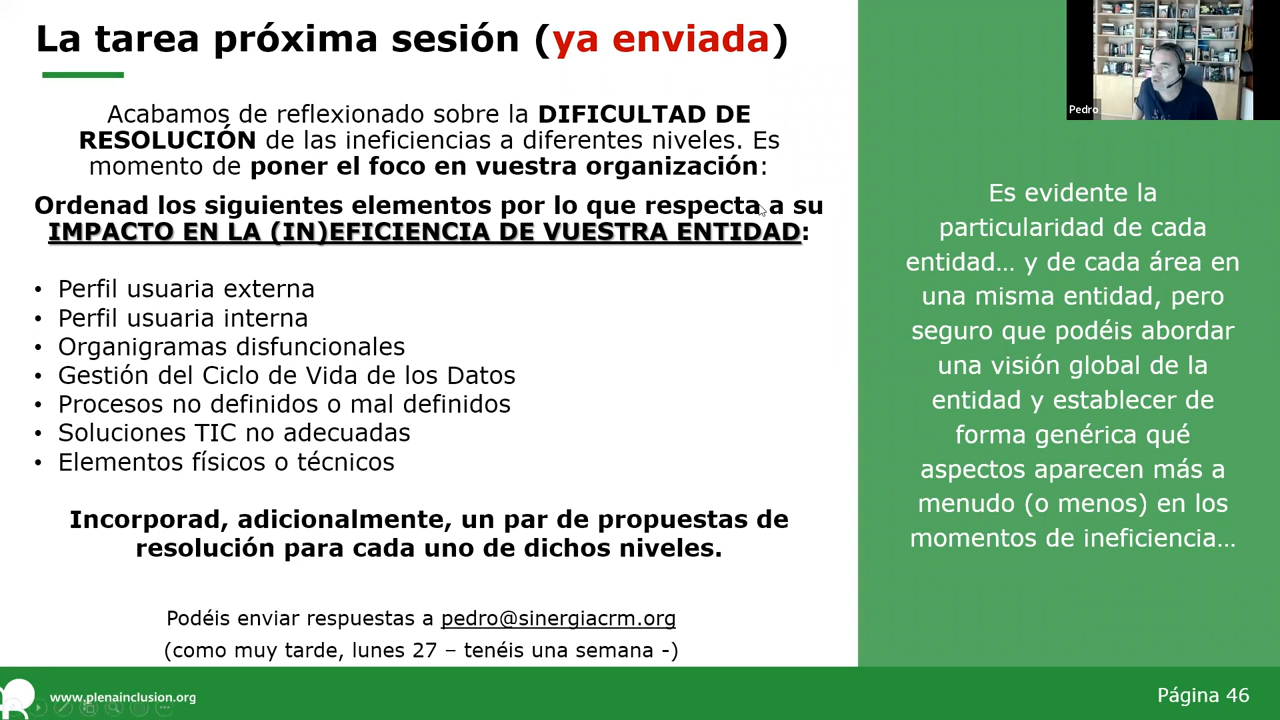 La tarea próxima sesión (ya enviada)
Pedro
Acabamos de reflexionado sobre la DIFICULTAD DE
RESOLUCIÓN de las ineficiencias a diferentes niveles. Es
momento de poner el foco en vuestra organización:
Ordenad los siguientes elementos por lo que respecta a su
IMPACTO EN LA (IN)EFICIENCIA DE VUESTRA ENTIDAD:
• Perfil usuaria externa
• Perfil usuaria interna
• Organigramas disfuncionales
• Gestión del Ciclo de Vida de los Datos
• Procesos no definidos o mal definidos
• Soluciones TIC no adecuadas
• Elementos físicos o técnicos
Incorporad, adicionalmente, un par de propuestas de
resolución para cada uno de dichos niveles.
Podéis enviar respuestas a pedro@sinergiacrm.org
(como muy tarde, lunes 27 – tenéis una semana -)
Es evidente la
particularidad de cada
entidad... y de cada área en
una misma entidad, pero
seguro que podéis abordar
una visión global de la
entidad y establecer de
forma genérica qué
aspectos aparecen más a
menudo (o menos) en los
momentos de ineficiencia...
www.plenainclusion.org
Página 46